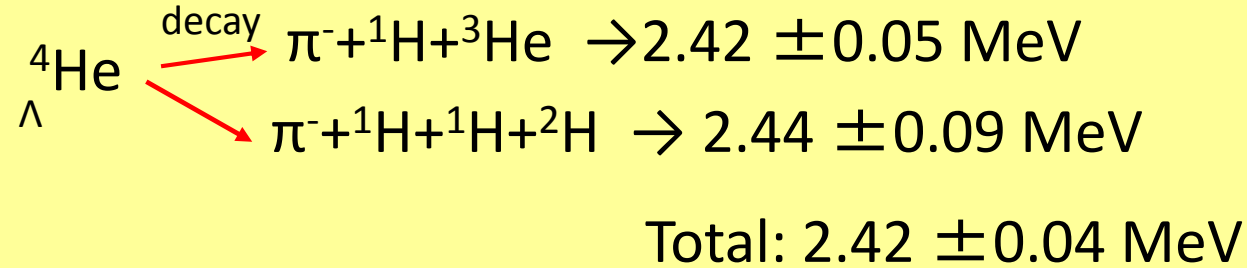 decay
π⁻+¹H+³He →2.42 ±0.05 MeV
⁴He
Λ
π⁻+¹H+¹H+²H → 2.44 ±0.09 MeV
Total: 2.42 ±0.04 MeV